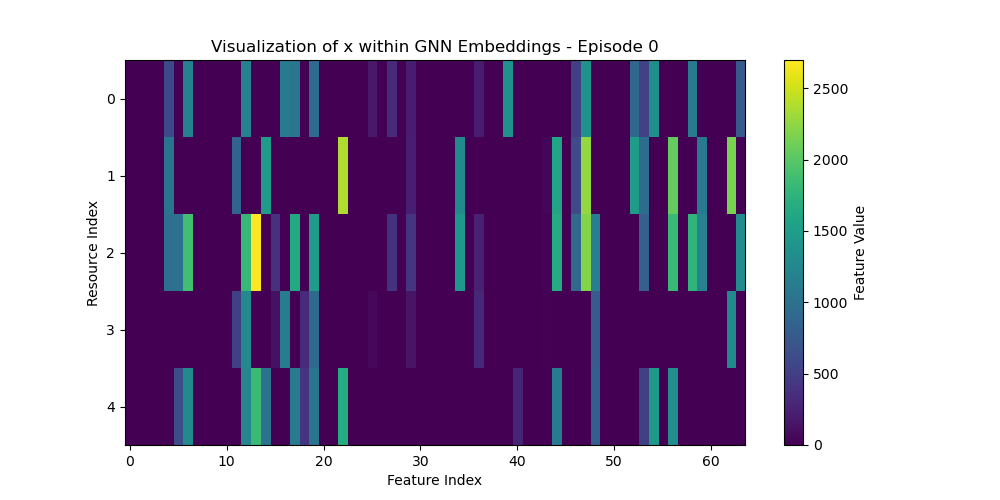 Visualization of x within GNN Embeddings - Episode 0
Resource Index
0
1
2
3
4
0 10 20 30 40 50 60
Feature Index
2500
2000
1500
1000
500
0
Feature Value